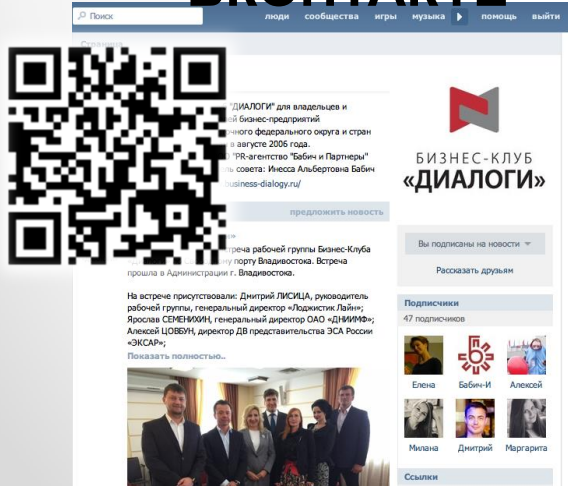 ВКОНТАКТЕ
Поиск
люди сообщества игры музыка помощь выйти
Страница
"ДИАЛОГИ" для владельцев и
бизнес-предприятий
федерального округа и стран
в августе 2006 года.
"PR-агентство "Бабич и Партнеры"
совета: Инесса Альбертовна Бабич
business-dialogy.ru/
БИЗНЕС-КЛУБ
«ДИАЛОГИ»
предложить новость
рабочей группы Бизнес-Клуба
порту Владивостока. Встреча
прошла в Администрации г. Владивостока.
Вы подписаны на новости
Рассказать друзьям
На встрече присутствовали: Дмитрий ЛИСИЦА, руководитель
рабочей группы, генеральный директор «Лоджистик Лайн»;
Ярослав СЕМЕНИХИН, генеральный директор ОАО «ДНИИМФ»;
Алексей ЦОВБУН, директор ДВ представительства ЭСА России
«ЭКСАР»;
Показать полностью..
Подписчики
47 подписчиков
Елена Бабич-И Алексей
Милана Дмитрий Маргарита
Ссылки